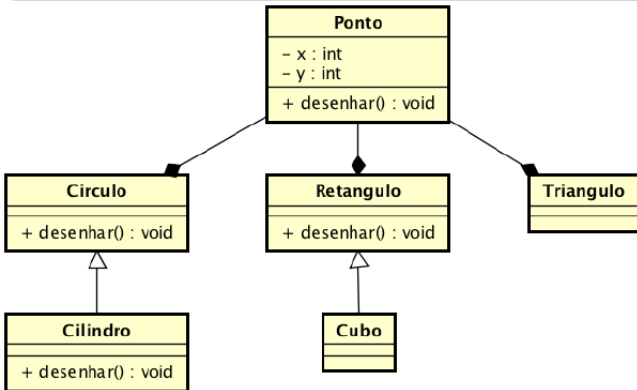 Ponto
- x : int
- y : int
+ desenhar() : void
Circulo
+ desenhar() : void
Retangulo
+ desenhar() : void
Triangulo
Cilindro
+ desenhar() : void
Cubo